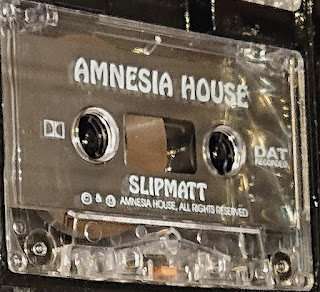 AMNESIA HOUSE
DAT
RECORDED
SLIPMATT
© & ℗ AMNESIA HOUSE, ALL RIGHTS RESERVED